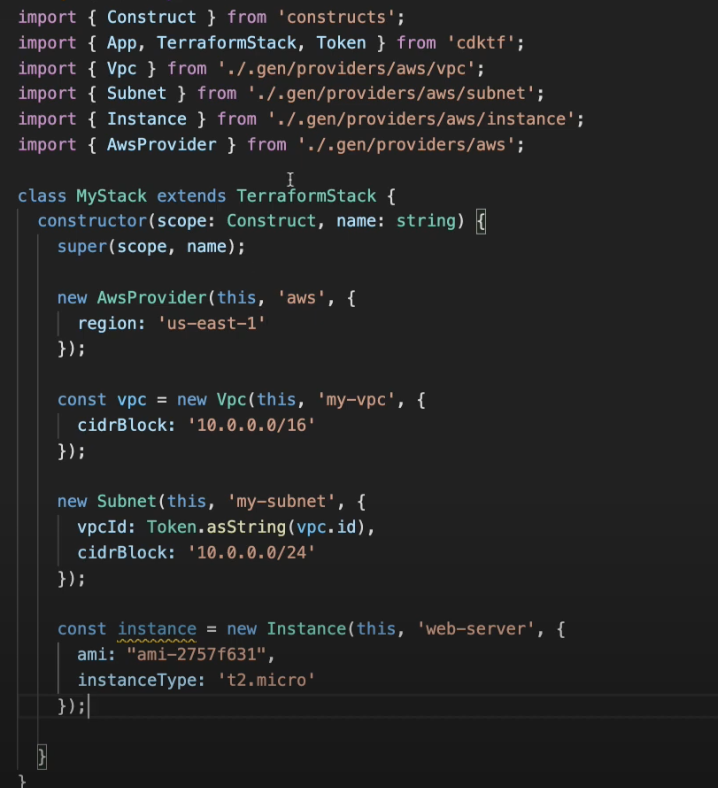 import { Construct } from 'constructs';
import { App, TerraformStack, Token } from 'cdktf';
import { Vpc } from './.gen/providers/aws/vpc';
import { Subnet } from './.gen/providers/aws/subnet';
import { Instance } from './.gen/providers/aws/instance';
import { AwsProvider } from './.gen/providers/aws';

class MyStack extends TerraformStack {
  constructor(scope: Construct, name: string) {
    super(scope, name);

    new AwsProvider(this, 'aws', {
      region: 'us-east-1'
    });

    const vpc = new Vpc(this, 'my-vpc', {
      cidrBlock: '10.0.0.0/16'
    });

    new Subnet(this, 'my-subnet', {
      vpcId: Token.asString(vpc.id),
      cidrBlock: '10.0.0.0/24'
    });

    const instance = new Instance(this, 'web-server', {
      ami: "ami-2757f631",
      instanceType: 't2.micro'
    });

  }
}